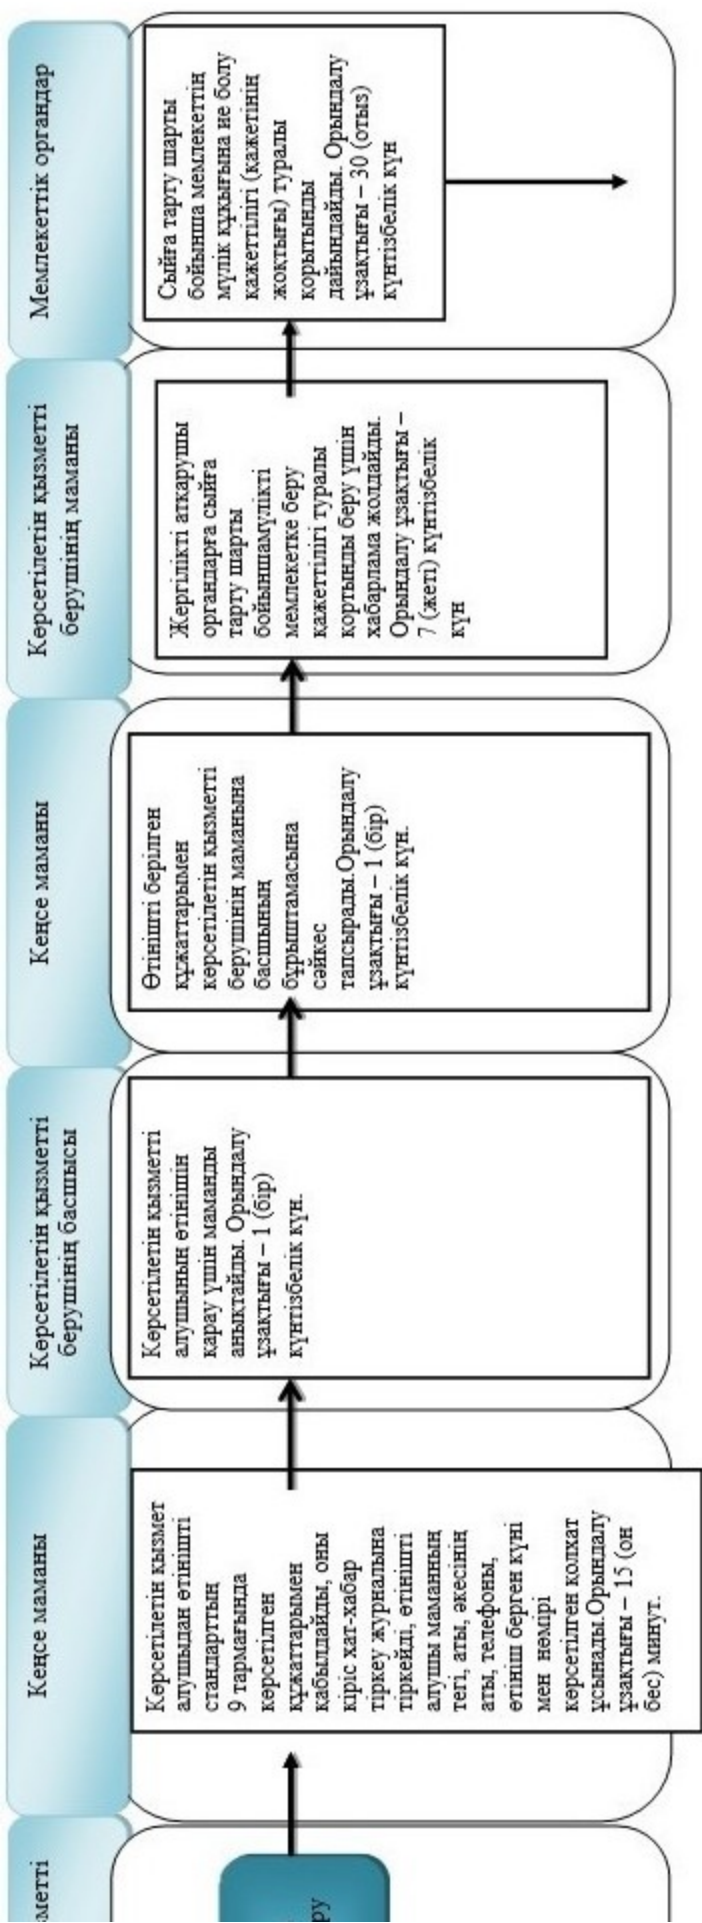 зметті
ру
Кеңсе маманы
Көрсетілетін қызмет
алушыдан өтінішті
стандарттың
9 тармағында
көрсетілген
құжаттарымен
қабылдайды, оны
кіріс хат-хабар
тіркеу журналына
тіркейді, өтінішті
алушы маманның
тегі, аты, әкесінің
аты, телефоны,
өтініш берген күні
мен нөмірі
көрсетілген қолхат
ұсынады.Орындалу
ұзақтығы – 15 (он
бес) минут.
Көрсетілетін қызметті
берушінің басшысы
Көрсетілетін қызметті
алушының өтінішін
қарау үшін маманды
анықтайды. Орындалу
ұзақтығы – 1 (бір)
күнтізбелік күн.
Кеңсе маманы
Өтінішті берілген
құжаттарымен
көрсетілетін қызметті
берушінің маманына
басшының
бұрыштамасына
сәйкес
тапсырады.Орындалу
ұзақтығы – 1 (бір)
күнтізбелік күн.
Көрсетілетін қызметті
берушінің маманы
Жергілікті атқарушы
органдарға сыйға
тарту шарты
бойыншамүлікті
мемлекетке беру
қажеттілігі туралы
қортынды беру үшін
хабарлама жолдайды.
Орындалу ұзақтығы –
7 (жеті) күнтізбелік
күн
Мемлекеттік органдар
Сыйға тарту шарты
бойынша мемлекеттің
мүлік құқығына ие болу
қажеттілігі (қажетінің
жоқтығы) туралы
қорытынды
дайындайды. Орындалу
ұзақтығы – 30 (отыз)
күнтізбелік күн